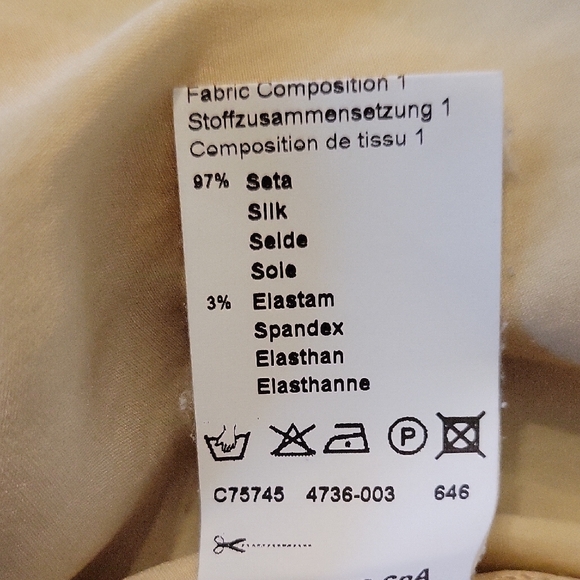 Fabric Composition 1
Stoffzusammensetzung 1
Composition de tissu 1
97% Seta
Silk
Seide
Soie
3% Elastam
Spandex
Elasthan
Elasthanne
P
C75745 4736-003 646